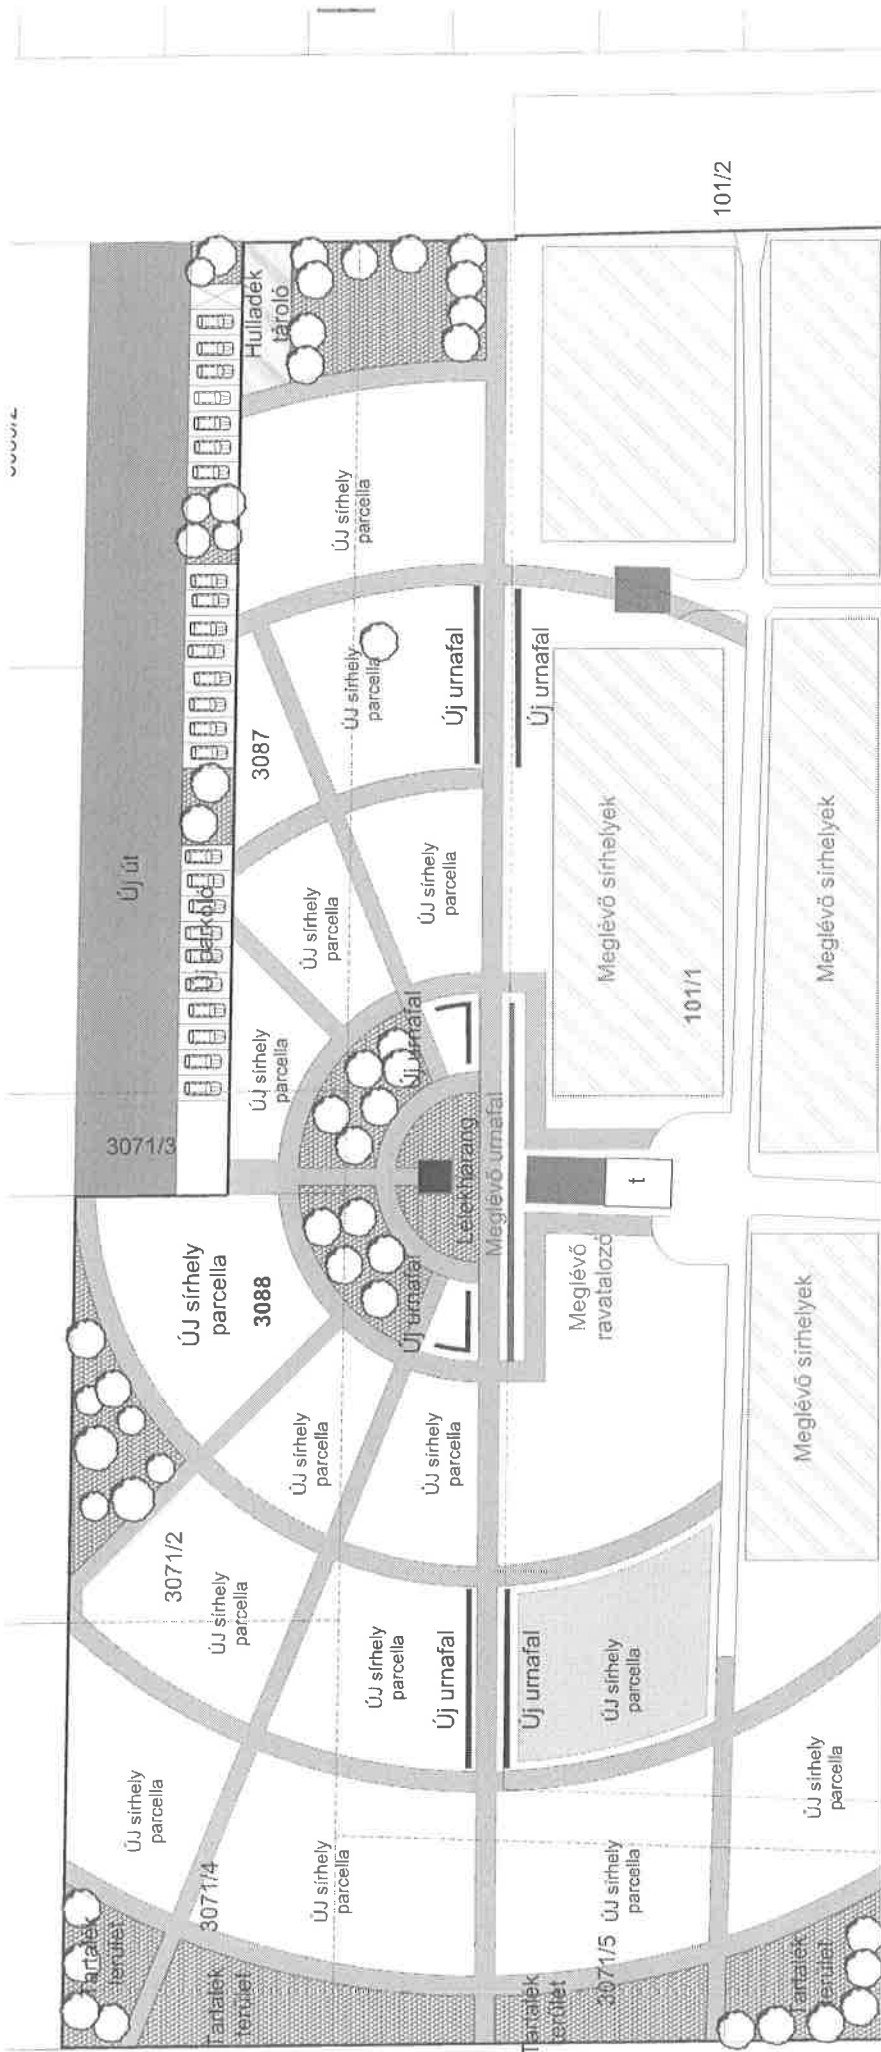 101/2
Hulladék
tároló
ÚJ sírhely
parcella
ÚJ sírhely
parcella
Új urnafal
Új urnafal
3087
Új út
Új parkoló
ÚJ sírhely
parcella
ÚJ sírhely
parcella
Meglévő sírhelyek
Meglévő sírhelyek
101/1
ÚJ sírhely
parcella
Új urnafal
3071/3
Lélekharang
Meglévő urnafal
t
ÚJ sírhely
parcella
3088
Új urnafal
Meglévő
ravatalozó
Meglévő sírhelyek
ÚJ sírhely
parcella
ÚJ sírhely
parcella
3071/2
ÚJ sírhely
parcella
ÚJ sírhely
parcella
Új urnafal
Új urnafal
ÚJ sírhely
parcella
ÚJ sírhely
parcella
ÚJ sírhely
parcella
ÚJ sírhely
parcella
ÚJ sírhely
parcella
3071/4
3071/5
Tartalék
terület
Tartalék
terület
Tartalék
terület
Tartalék
terület